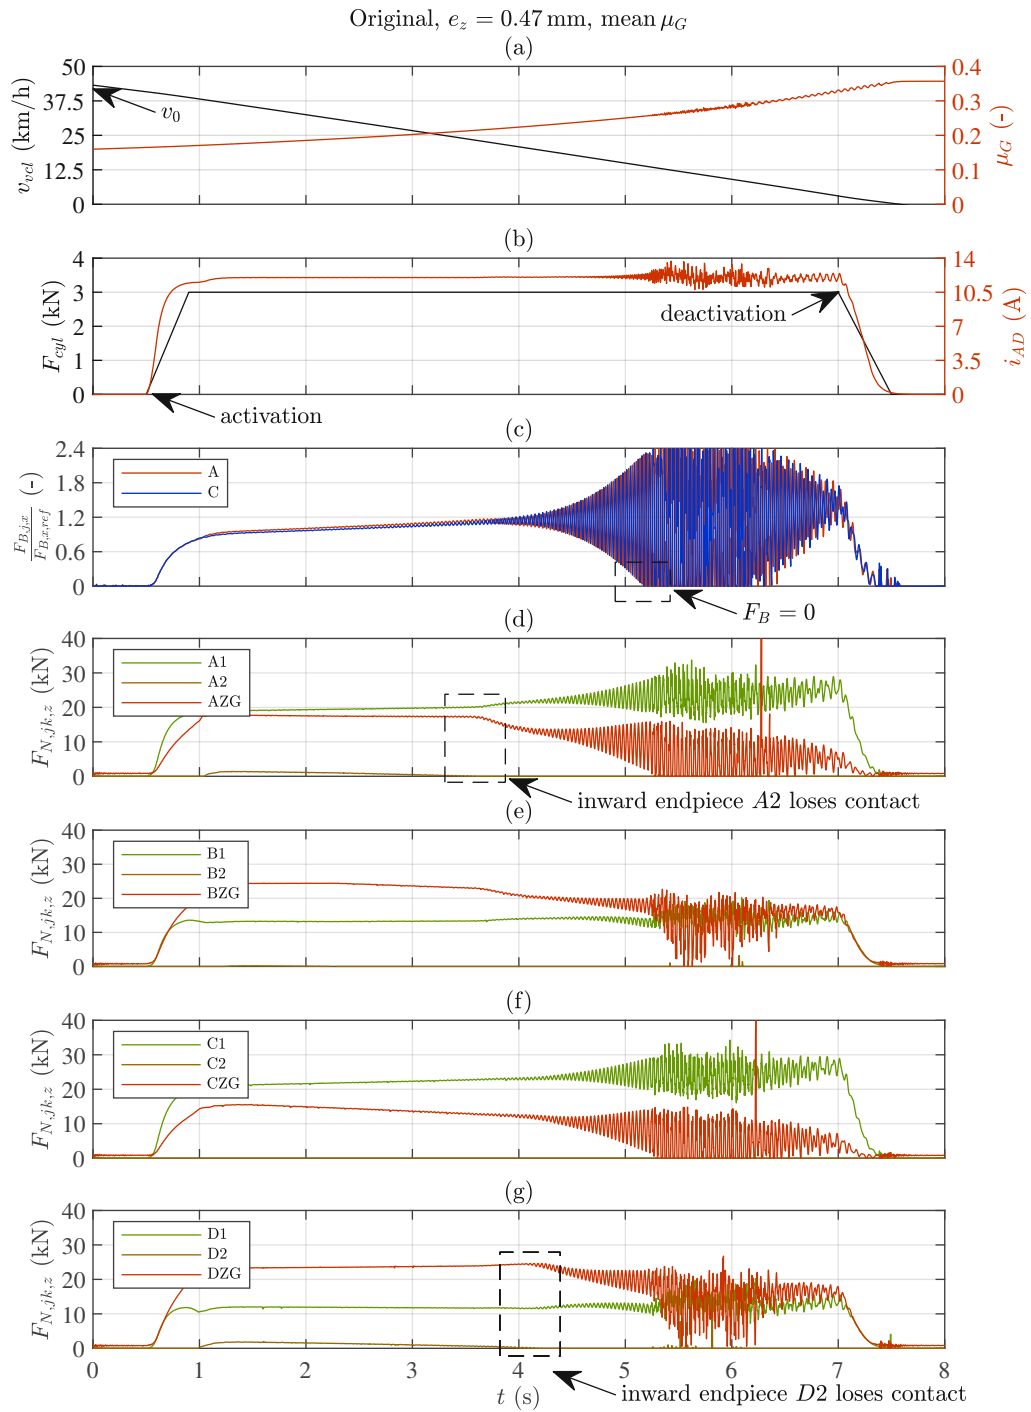 Original, e_z = 0.47 mm, mean μ_G
(a)
50
37.5
25
12.5
0
v_vcl (km/h)
v_0
0.4
0.3
0.2
0.1
0
μ_G (-)
(b)
4
3
2
1
0
F_cyl (kN)
activation
deactivation
14
10.5
7
3.5
0
i_AD (A)
(c)
2.4
1.8
1.2
0.6
0
F_B,j,x / F_B,x,ref (-)
A
C
F_B = 0
(d)
40
30
20
10
0
F_N,jk,z (kN)
A1
A2
AZG
inward endpiece A2 loses contact
(e)
40
30
20
10
0
F_N,jk,z (kN)
B1
B2
BZG
(f)
40
30
20
10
0
F_N,jk,z (kN)
C1
C2
CZG
(g)
40
30
20
10
0
F_N,jk,z (kN)
D1
D2
DZG
0 1 2 3 4 5 6 7 8
t (s)
inward endpiece D2 loses contact